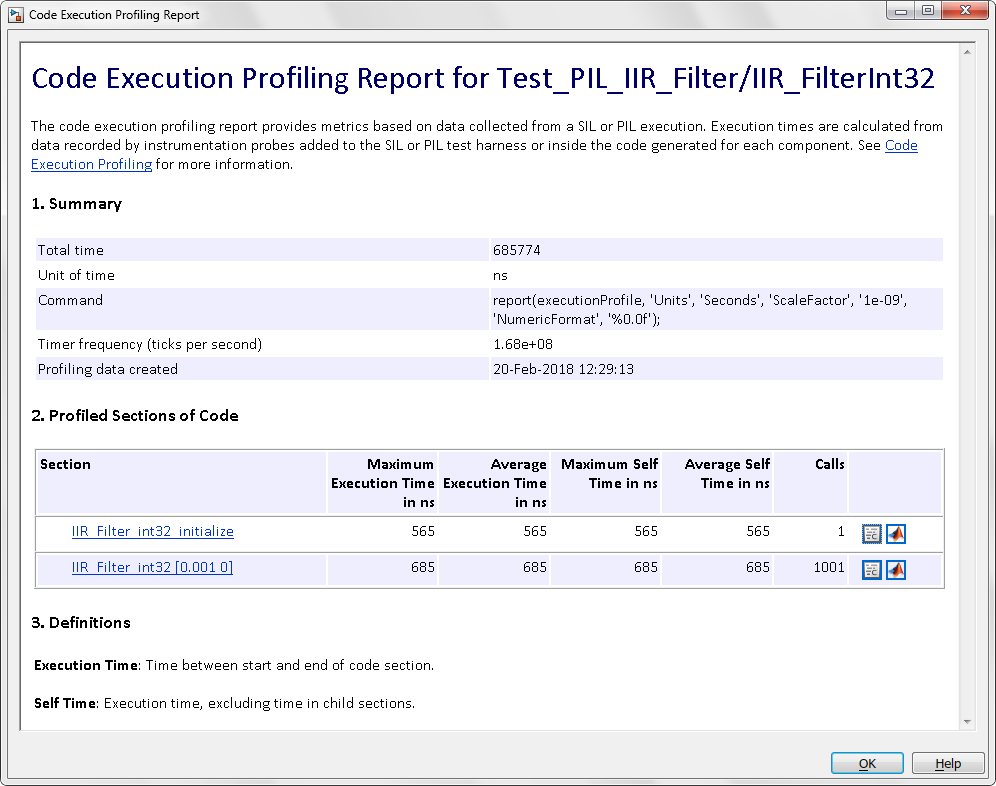 Code Execution Profiling Report
Code Execution Profiling Report for Test_PIL_IIR_Filter/IIR_FilterInt32
The code execution profiling report provides metrics based on data collected from a SIL or PIL execution. Execution times are calculated from
data recorded by instrumentation probes added to the SIL or PIL test harness or inside the code generated for each component. See Code
Execution Profiling for more information.
1. Summary
Total time 685774
Unit of time ns
Command report(executionProfile, 'Units', 'Seconds', 'ScaleFactor', '1e-09',
'NumericFormat', '%0.0f');
Timer frequency (ticks per second) 1.68e+08
Profiling data created 20-Feb-2018 12:29:13
2. Profiled Sections of Code
Section Maximum Average Maximum Self Average Self Calls
Execution Time Execution Time Time in ns Time in ns
in ns in ns
IIR_Filter_int32_initialize 565 565 565 565 1
IIR_Filter_int32 [0.001 0] 685 685 685 685 1001
3. Definitions
Execution Time: Time between start and end of code section.
Self Time: Execution time, excluding time in child sections.
OK Help